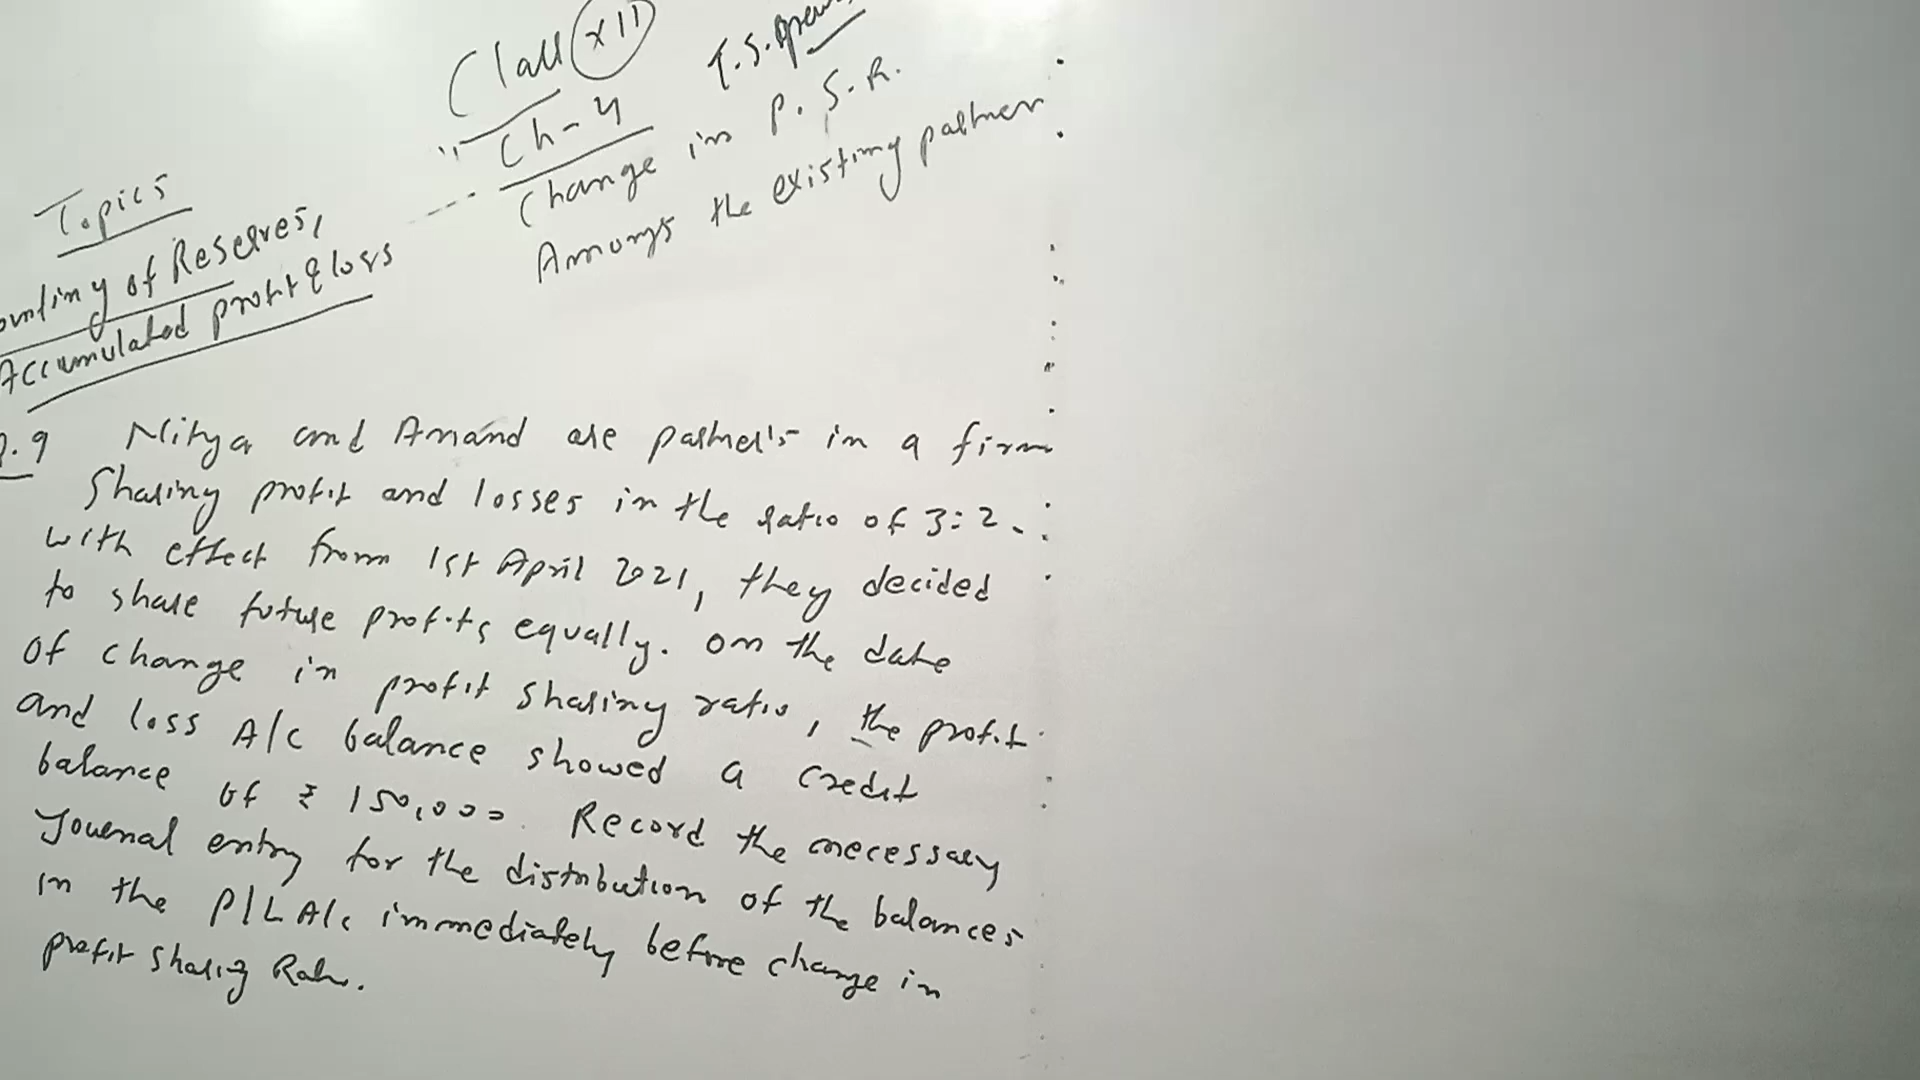 Class XII
T.S.
Ch-4
Change in P.S.R.
Amongs the existing partner
Topics
of Reserves,
Accumulated profit & loss
Q.9 Nitya and Anand are partner's in a firm
Sharing profit and losses in the ratio of 3:2.
with effect from 1st April 2021, they decided
to share future profits equally. on the date
of change in profit sharing ratio, the profit
and loss A/c balance showed a credit
balance of ₹ 150,000. Record the necessary
Journal entry for the distribution of the balances
in the P/L A/c immediately before change in
profit sharing Ratio.